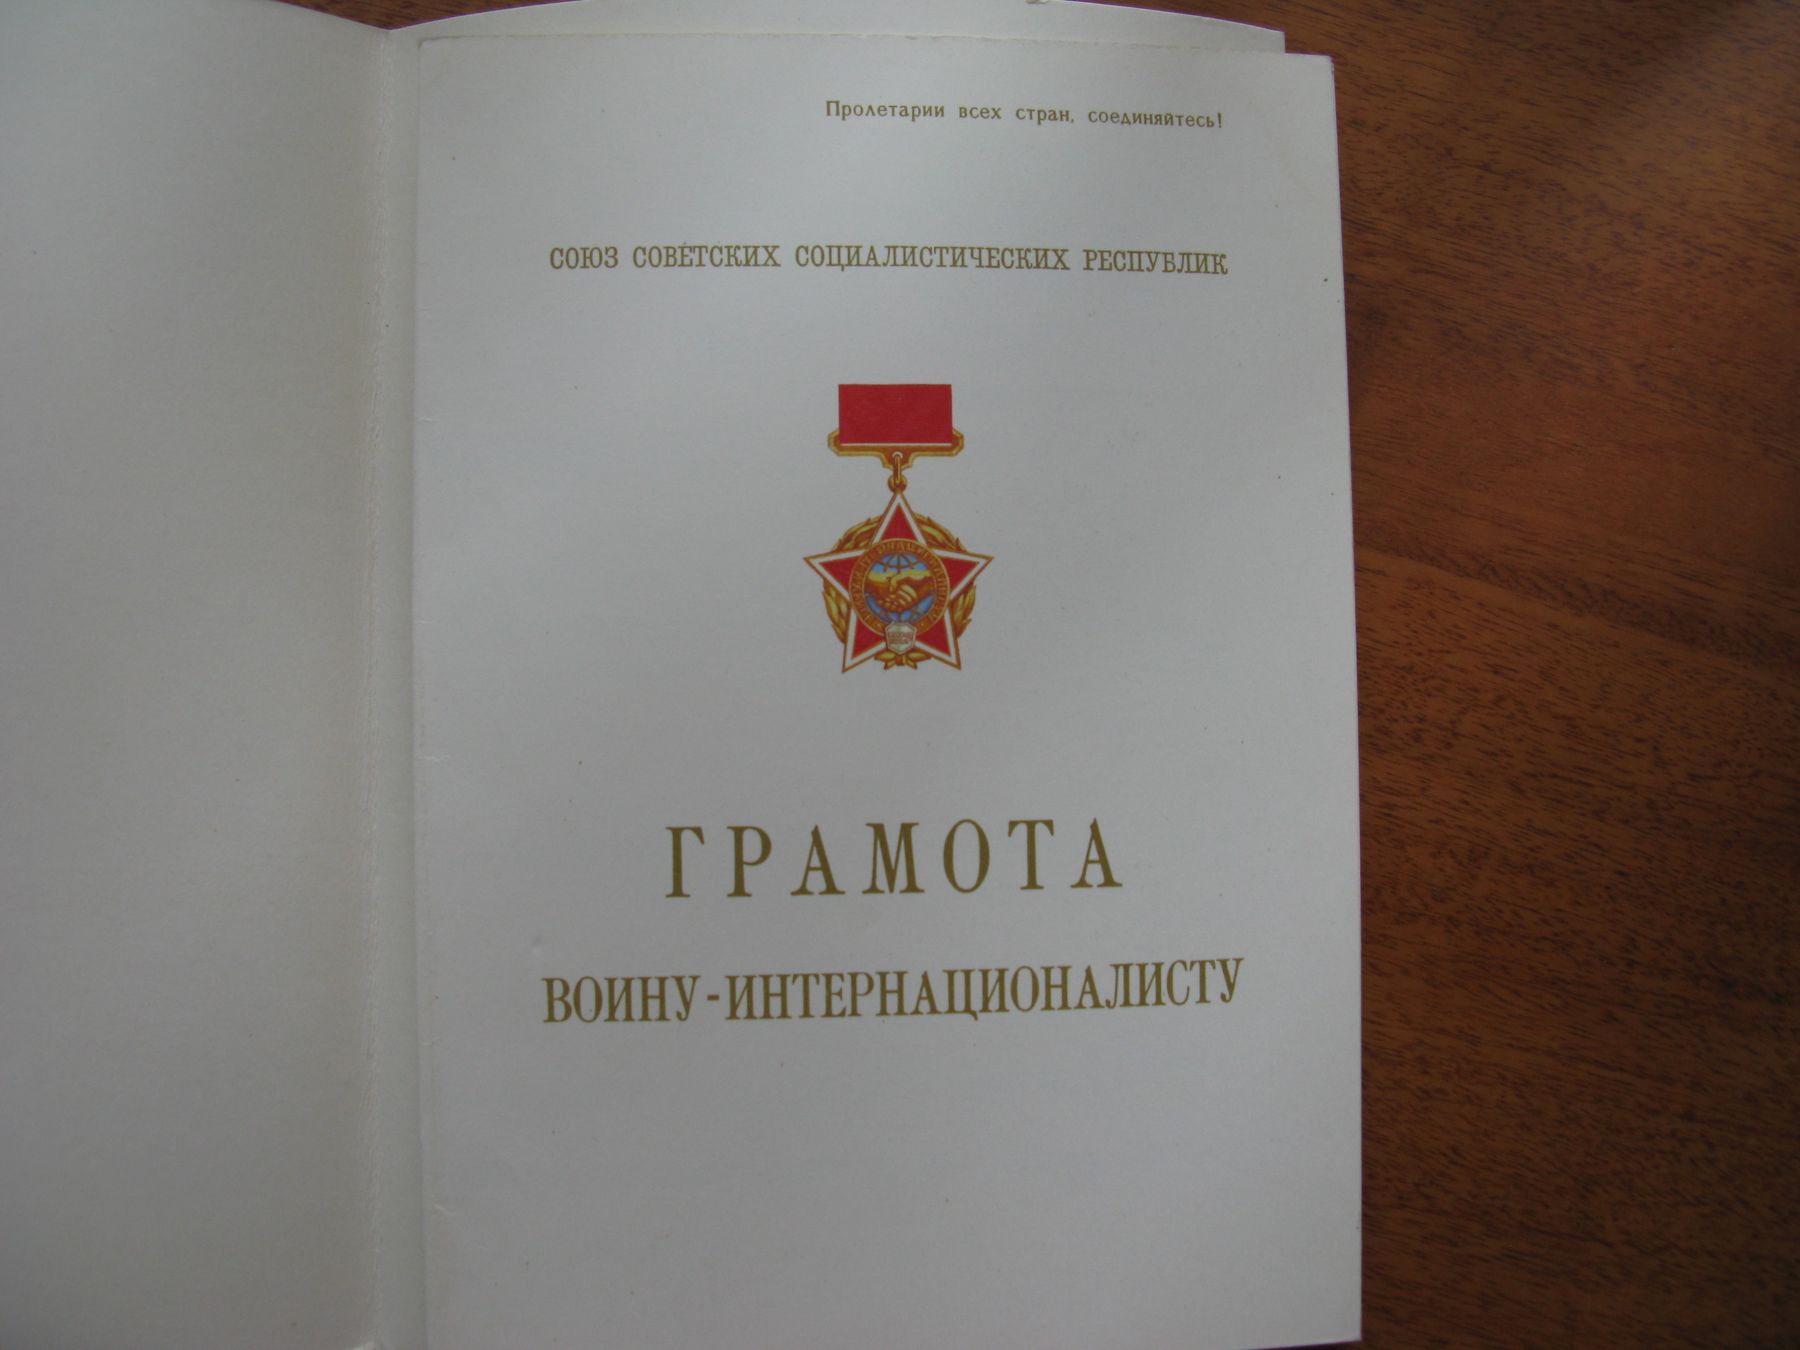 Пролетарии всех стран, соединяйтесь!
СОЮЗ СОВЕТСКИХ СОЦИАЛИСТИЧЕСКИХ РЕСПУБЛИК
ГРАМОТА
ВОИНУ-ИНТЕРНАЦИОНАЛИСТУ